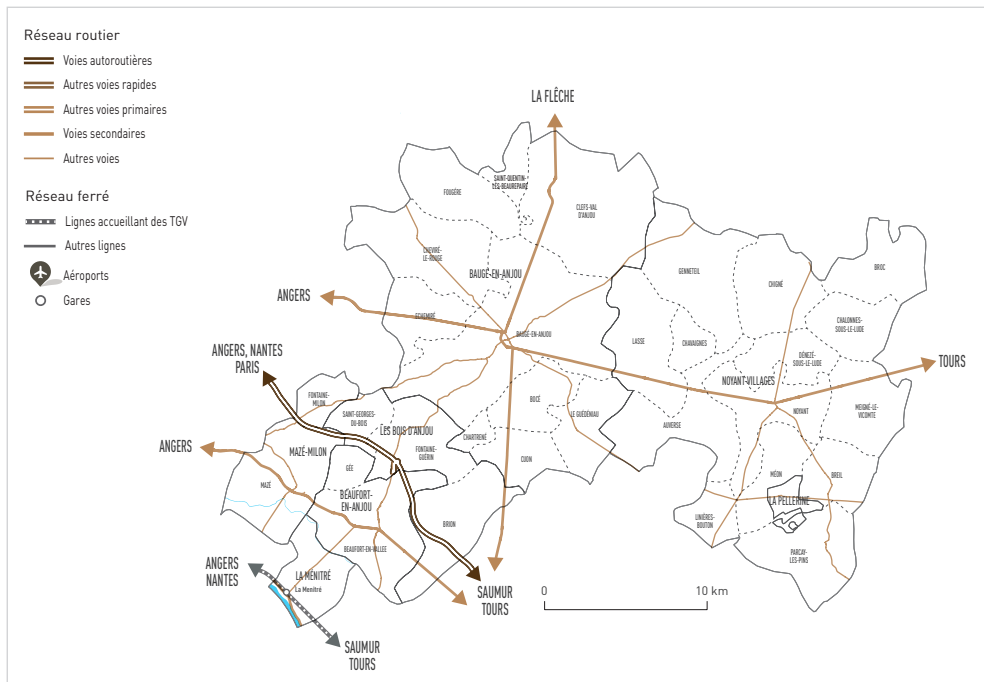 Réseau routier
Voies autoroutières
Autres voies rapides
Autres voies primaires
Voies secondaires
Autres voies
Réseau ferré
Lignes accueillant des TGV
Autres lignes
Aéroports
Gares
LA FLÊCHE
SAINT-QUENTIN-
LÈS-BEAUREPAIRE
FOUGÈRE
CLEFS-VAL
D'ANJOU
CHEVIRÉ-
LE-ROUGE
BAUGÉ-EN-ANJOU
GENNETEIL
BROC
CHIGNÉ
ANGERS
ECHEMIRÉ
BAUGÉ-EN-ANJOU
LASSE
CHAVAIGNES
CHALONNES-
SOUS-LE-LUDE
DÉNEZÉ-
SOUS-LE-LUDE
ANGERS, NANTES
PARIS
TOURS
NOYANT-VILLAGES
FONTAINE-
MILON
SAINT-GEORGES-
DU-BOIS
LES BOIS D'ANJOU
BOCÉ
LE GUÉDÉNIAU
NOYANT
MEIGNÉ-LE-
VICOMTE
AUVERSE
CHARTRENÉ
ANGERS
MAZÉ-MILON
FONTAINE-
GUÉRIN
CUON
GÉE
MÉON
BREIL
MAZÉ
BEAUFORT-
EN-ANJOU
LA PELLERINE
LINIÈRES-
BOUTON
BRION
BEAUFORT-EN-VALLÉE
PARCAY-
LES-PINS
ANGERS
NANTES
LA MÉNITRÉ
La Menitré
SAUMUR
TOURS
0
10 km
SAUMUR
TOURS